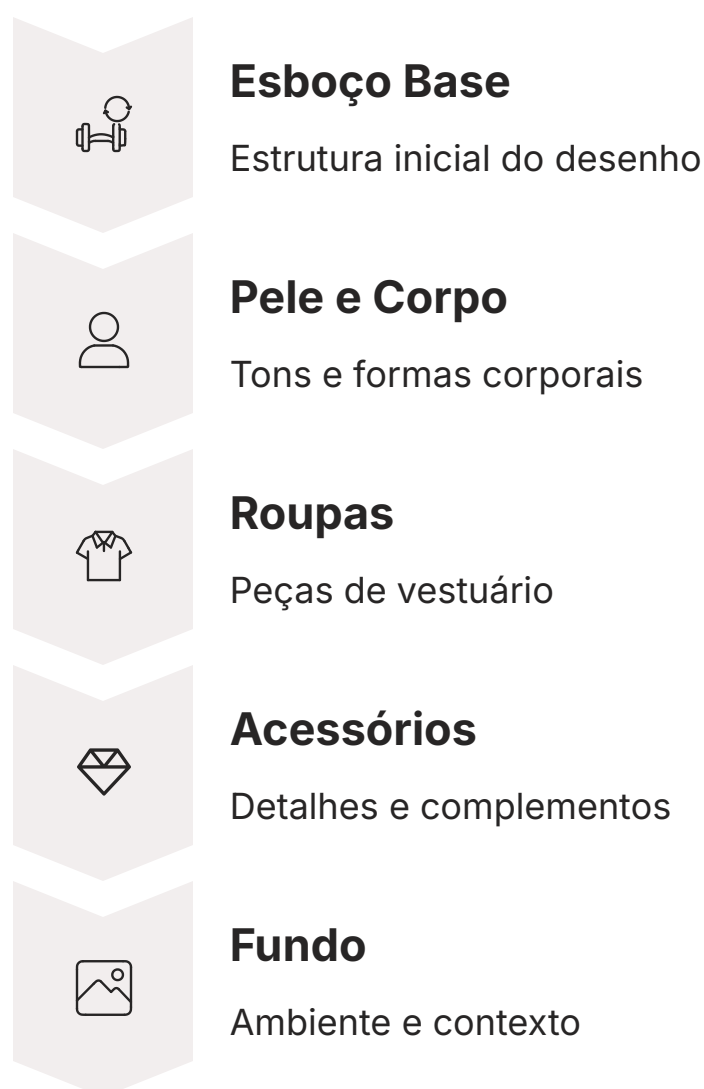 Esboço Base
Estrutura inicial do desenho
Pele e Corpo
Tons e formas corporais
Roupas
Peças de vestuário
Acessórios
Detalhes e complementos
Fundo
Ambiente e contexto